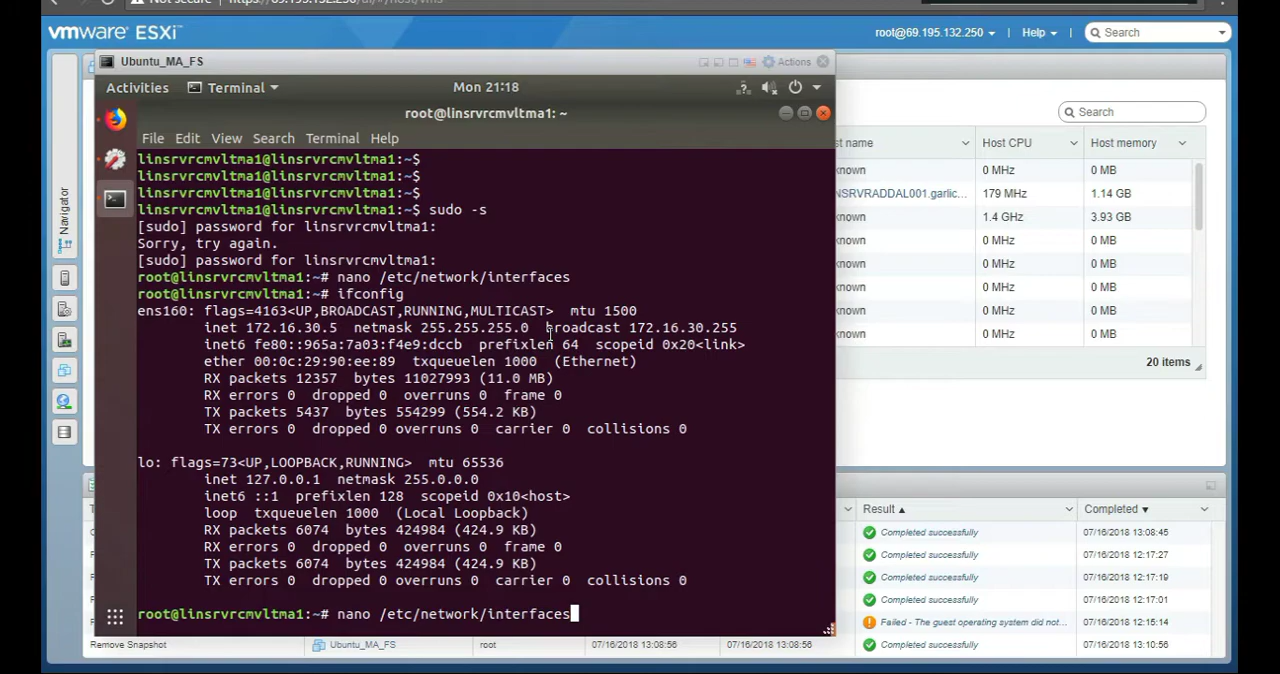 Not secure | https://69.195.132.250/ui/#/host/vms
vmware ESXi™
root@69.195.132.250 | Help | Search
Ubuntu_MA_FS
Actions
Activities Terminal Mon 21:18
root@linsrvrcmvltma1: ~
File Edit View Search Terminal Help
linsrvrcmvltma1@linsrvrcmvltma1:~$
linsrvrcmvltma1@linsrvrcmvltma1:~$
linsrvrcmvltma1@linsrvrcmvltma1:~$
linsrvrcmvltma1@linsrvrcmvltma1:~$ sudo -s
[sudo] password for linsrvrcmvltma1:
Sorry, try again.
[sudo] password for linsrvrcmvltma1:
root@linsrvrcmvltma1:~# nano /etc/network/interfaces
root@linsrvrcmvltma1:~# ifconfig
ens160: flags=4163<UP,BROADCAST,RUNNING,MULTICAST>  mtu 1500
inet 172.16.30.5  netmask 255.255.255.0  broadcast 172.16.30.255
inet6 fe80::965a:7a03:f4e9:dccb  prefixlen 64  scopeid 0x20<link>
ether 00:0c:29:90:ee:89  txqueuelen 1000  (Ethernet)
RX packets 12357  bytes 11027993 (11.0 MB)
RX errors 0  dropped 0  overruns 0  frame 0
TX packets 5437  bytes 554299 (554.2 KB)
TX errors 0  dropped 0 overruns 0  carrier 0  collisions 0
lo: flags=73<UP,LOOPBACK,RUNNING>  mtu 65536
inet 127.0.0.1  netmask 255.0.0.0
inet6 ::1  prefixlen 128  scopeid 0x10<host>
loop  txqueuelen 1000  (Local Loopback)
RX packets 6074  bytes 424984 (424.9 KB)
RX errors 0  dropped 0  overruns 0  frame 0
TX packets 6074  bytes 424984 (424.9 KB)
TX errors 0  dropped 0 overruns 0  carrier 0  collisions 0
root@linsrvrcmvltma1:~# nano /etc/network/interfaces
Navigator
Search
st name Host CPU Host memory
known 0 MHz 0 MB
NSRVRADDAL001.garlic... 179 MHz 1.14 GB
known 1.4 GHz 3.93 GB
known 0 MHz 0 MB
known 0 MHz 0 MB
known 0 MHz 0 MB
known 0 MHz 0 MB
known 0 MHz 0 MB
20 items
Result ▲ Completed ▼
Completed successfully 07/16/2018 13:08:45
Completed successfully 07/16/2018 12:17:27
Completed successfully 07/16/2018 12:17:19
Completed successfully 07/16/2018 12:17:01
Failed - The guest operating system did not... 07/16/2018 12:15:14
Remove Snapshot Ubuntu_MA_FS root 07/16/2018 13:08:56 07/16/2018 13:08:56 Completed successfully 07/16/2018 13:10:56